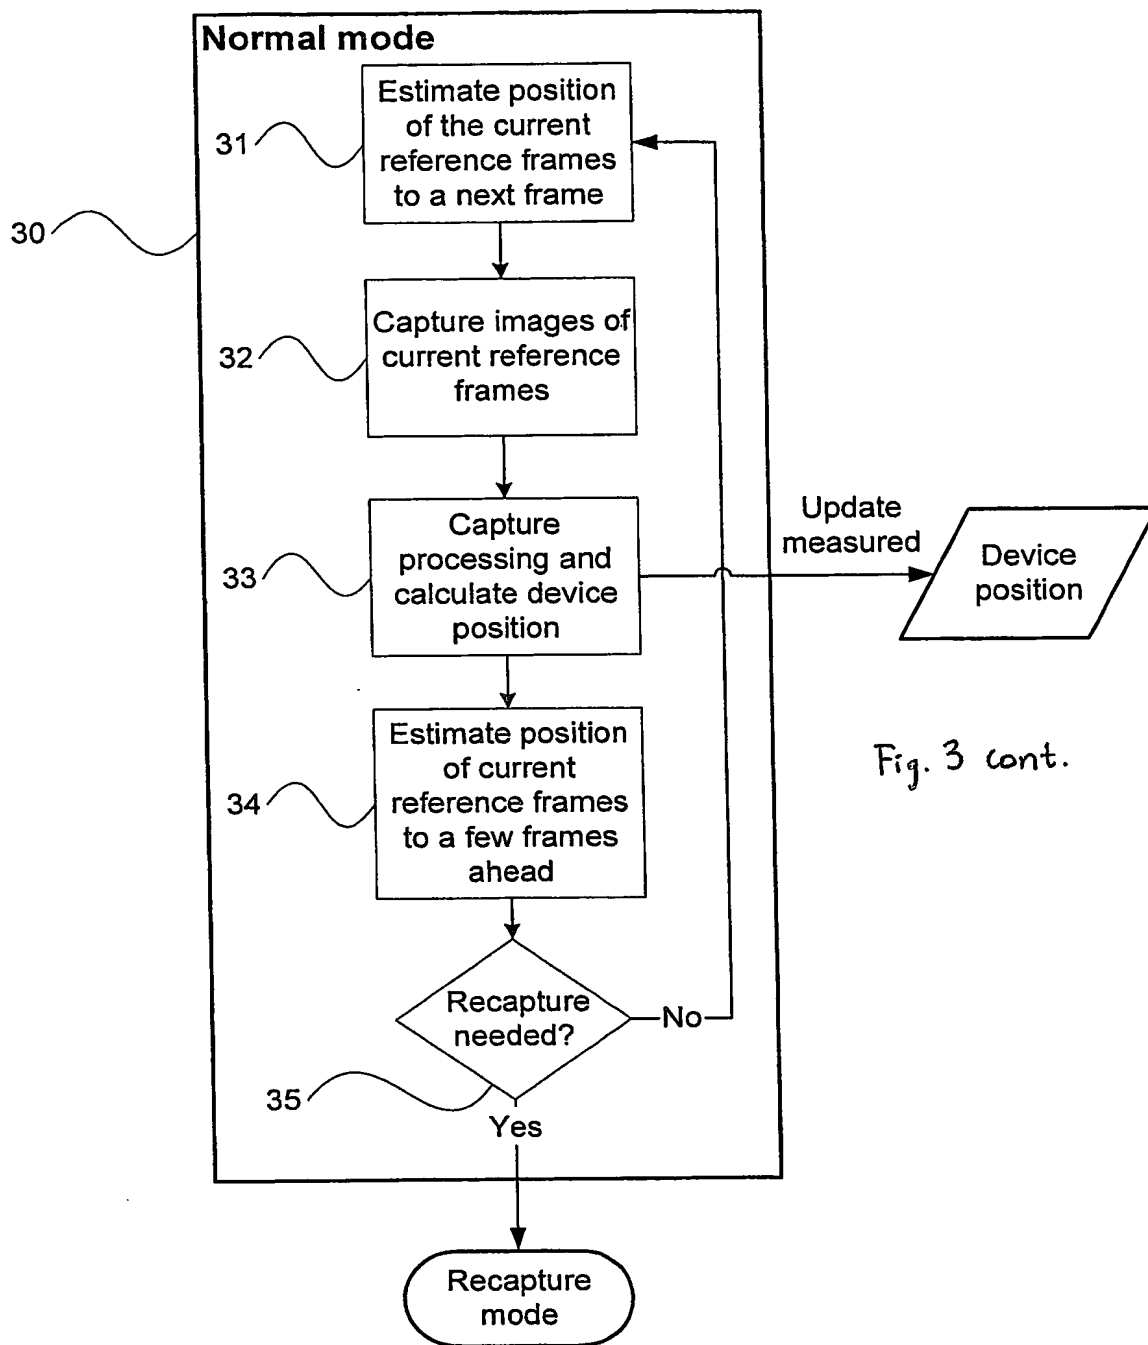 Normal mode
Estimate position
of the current
reference frames
to a next frame
31
30
Capture images of
current reference
frames
32
Capture
processing and
calculate device
position
33
Update
measured
Device
position
Estimate position
of current
reference frames
to a few frames
ahead
34
Fig. 3 cont.
Recapture
needed?
No
35
Yes
Recapture
mode